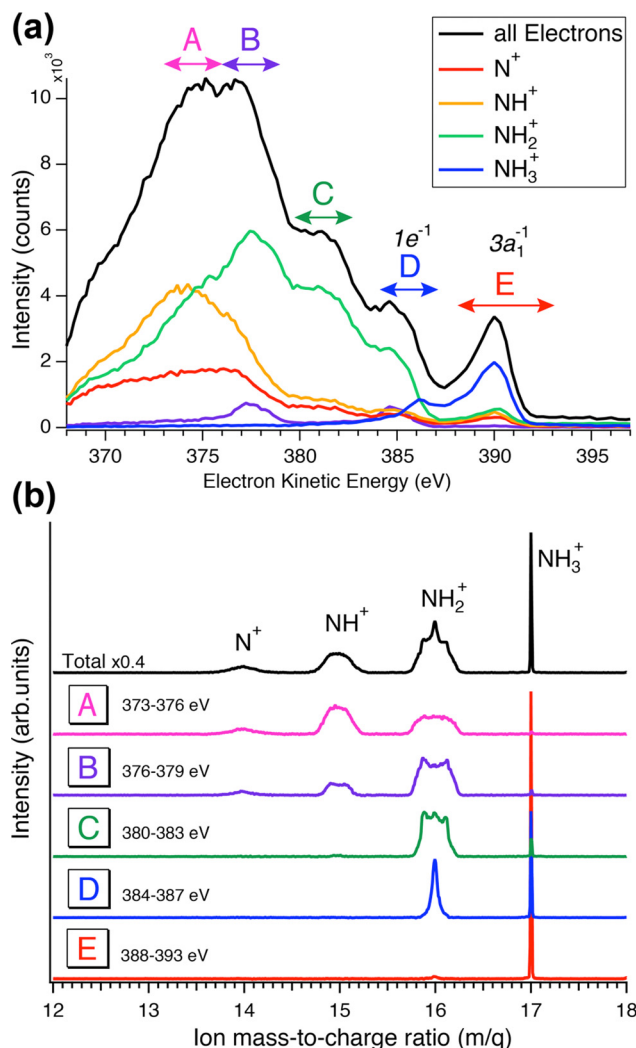 (a)
A
B
×10³
10
8
6
4
2
0
Intensity (counts)
C
1e⁻¹
D
3a₁⁻¹
E
all Electrons
N⁺
NH⁺
NH₂⁺
NH₃⁺
370
375
380
385
390
395
Electron Kinetic Energy (eV)
(b)
Intensity (arb.units)
Total x0.4
N⁺
NH⁺
NH₂⁺
NH₃⁺
A 373-376 eV
B 376-379 eV
C 380-383 eV
D 384-387 eV
E 388-393 eV
12
13
14
15
16
17
18
Ion mass-to-charge ratio (m/q)